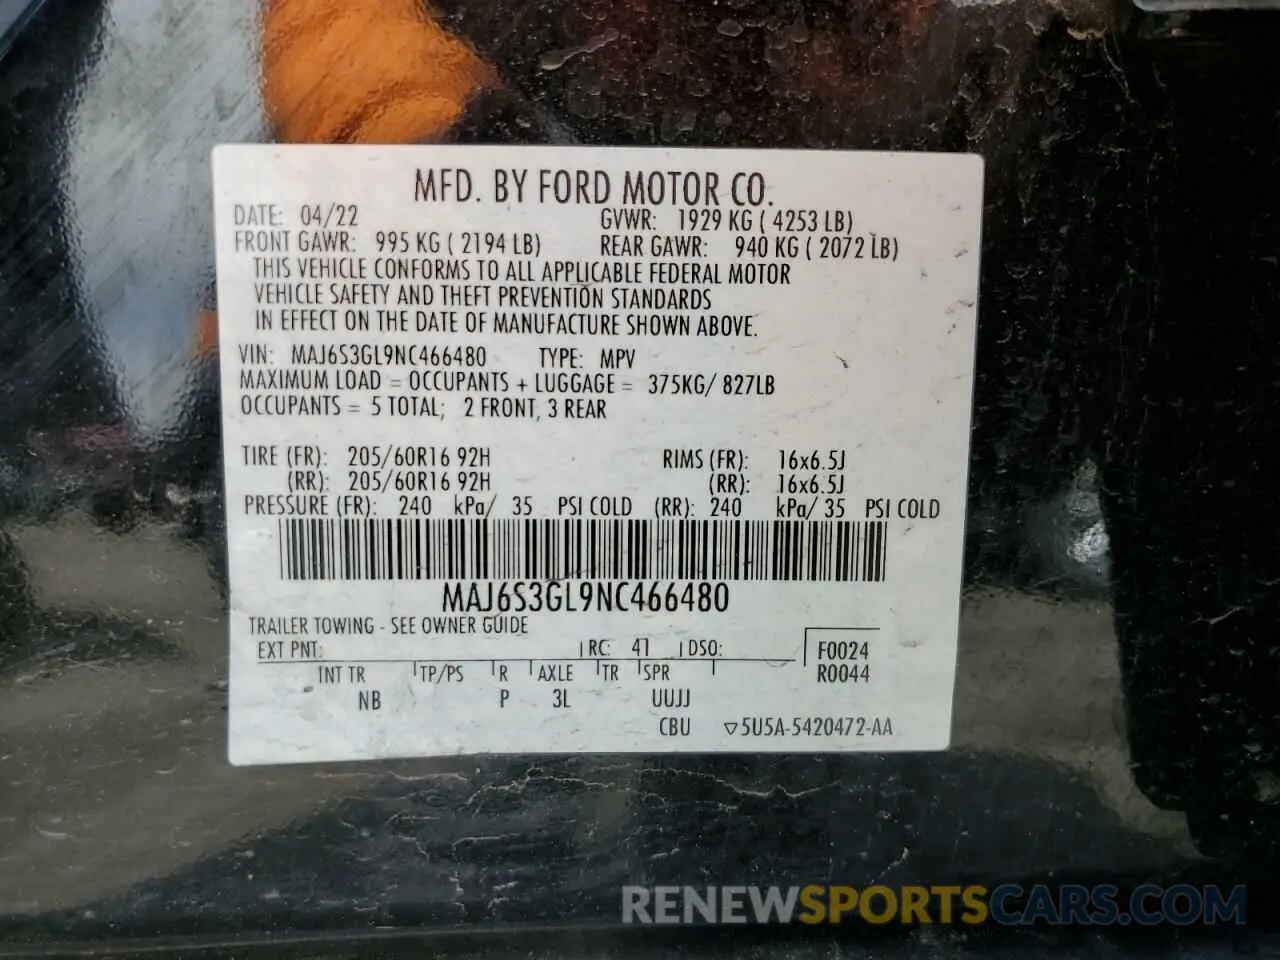 MFD. BY FORD MOTOR CO.
DATE: 04/22 GVWR: 1929 KG ( 4253 LB)
FRONT GAWR: 995 KG ( 2194 LB) REAR GAWR: 940 KG ( 2072 LB)
THIS VEHICLE CONFORMS TO ALL APPLICABLE FEDERAL MOTOR
VEHICLE SAFETY AND THEFT PREVENTION STANDARDS
IN EFFECT ON THE DATE OF MANUFACTURE SHOWN ABOVE.
VIN: MAJ6S3GL9NC466480 TYPE: MPV
MAXIMUM LOAD = OCCUPANTS + LUGGAGE = 375KG/ 827LB
OCCUPANTS = 5 TOTAL; 2 FRONT, 3 REAR
TIRE (FR): 205/60R16 92H RIMS (FR): 16x6.5J
(RR): 205/60R16 92H (RR): 16x6.5J
PRESSURE (FR): 240 kPa/ 35 PSI COLD (RR): 240 kPa/ 35 PSI COLD
MAJ6S3GL9NC466480
TRAILER TOWING - SEE OWNER GUIDE
EXT PNT: RC: 41 DSO: F0024
INT TR TP/PS R AXLE TR SPR R0044
NB P 3L UUJJ
CBU ▽5U5A-5420472-AA
RENEWSPORTSCARS.COM